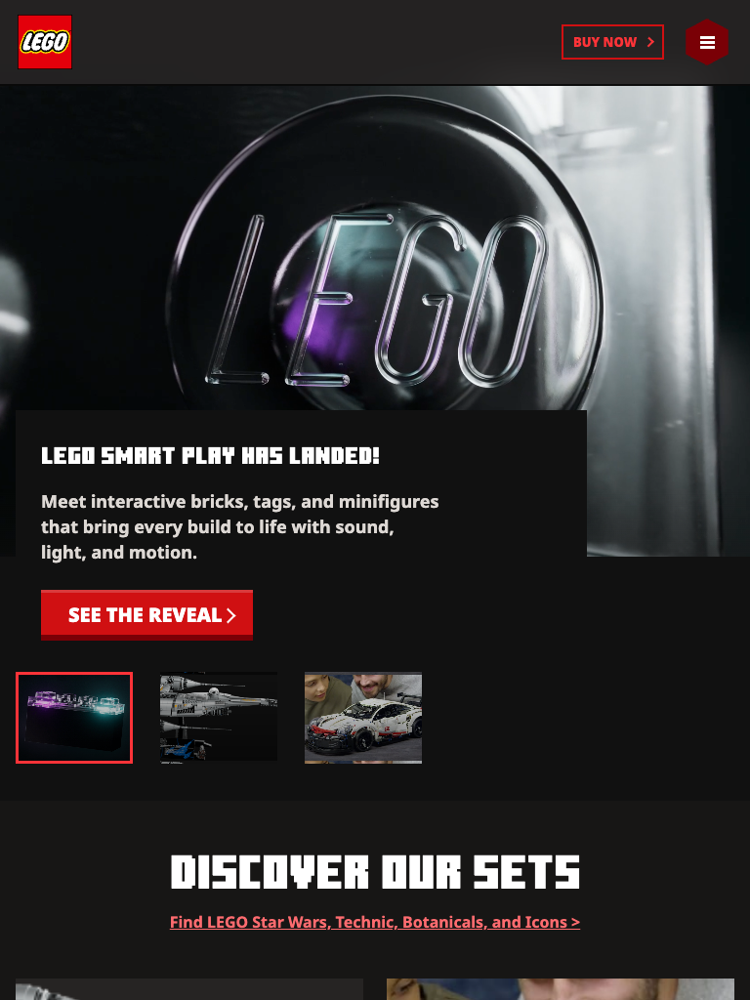 LEGO
BUY NOW
LEGO
LEGO SMART PLAY HAS LANDED!
Meet interactive bricks, tags, and minifigures
that bring every build to life with sound,
light, and motion.
SEE THE REVEAL
DISCOVER OUR SETS
Find LEGO Star Wars, Technic, Botanicals, and Icons >